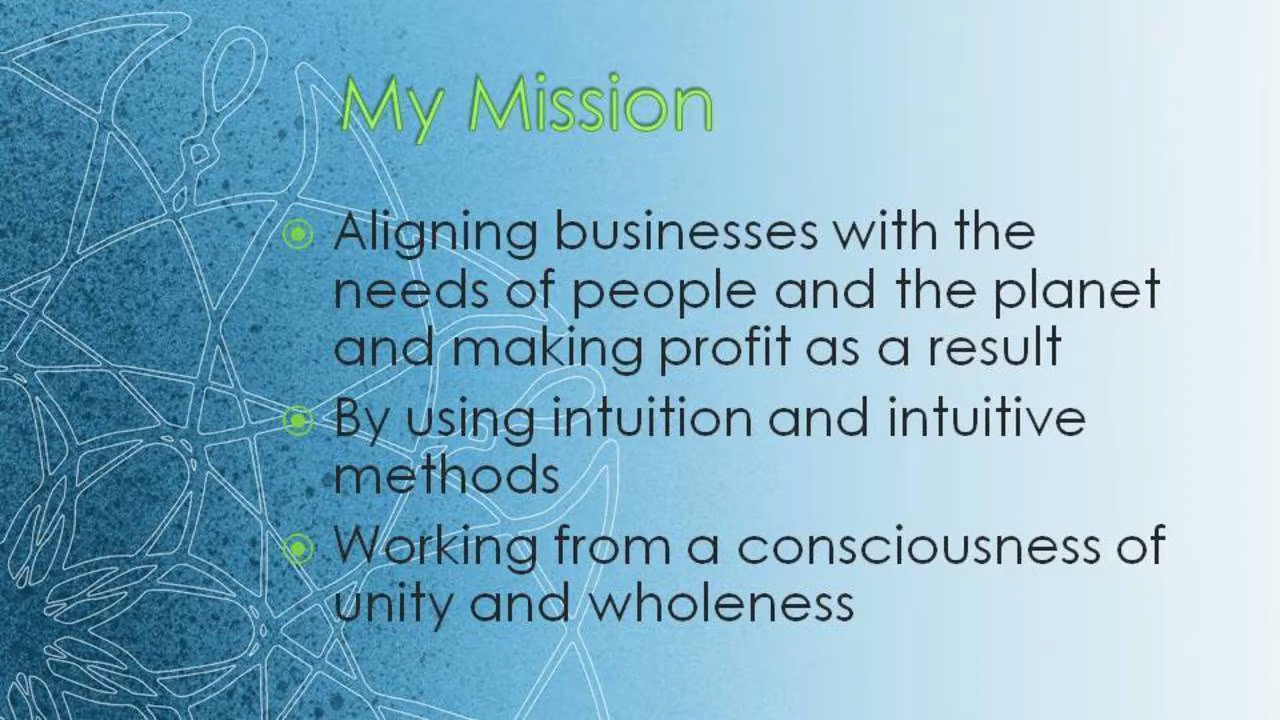 My Mission
Aligning businesses with the
needs of people and the planet
and making profit as a result
By using intuition and intuitive
methods
Working from a consciousness of
unity and wholeness